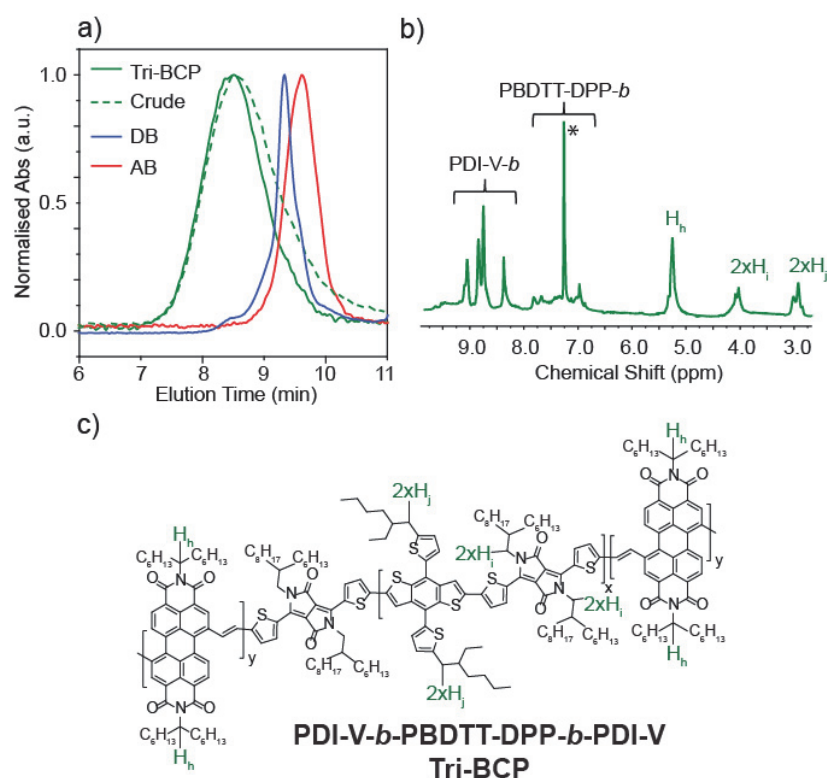 a)
b)
Normalised Abs (a.u.)
1.0
0.5
0.0
Tri-BCP
Crude
DB
AB
6 7 8 9 10 11
Elution Time (min)
PBDTT-DPP-b
*
PDI-V-b
Hₕ
2xHᵢ
2xHⱼ
9.0 8.0 7.0 6.0 5.0 4.0 3.0
Chemical Shift (ppm)
c)
Hₕ
C₆H₁₃ C₆H₁₃
O N O
O N O
C₆H₁₃ C₆H₁₃
Hₕ
y
S
C₈H₁₇ C₆H₁₃
N O
O N
C₈H₁₇ C₆H₁₃
S
2xHⱼ
S
S
S
S
2xHⱼ
S
C₈H₁₇ C₆H₁₃
2xHᵢ
N O
O N
2xHᵢ
C₈H₁₇ C₆H₁₃
S
x
Hₕ
C₆H₁₃ C₆H₁₃
O N O
y
O N O
C₆H₁₃ C₆H₁₃
Hₕ
PDI-V-b-PBDTT-DPP-b-PDI-V
Tri-BCP